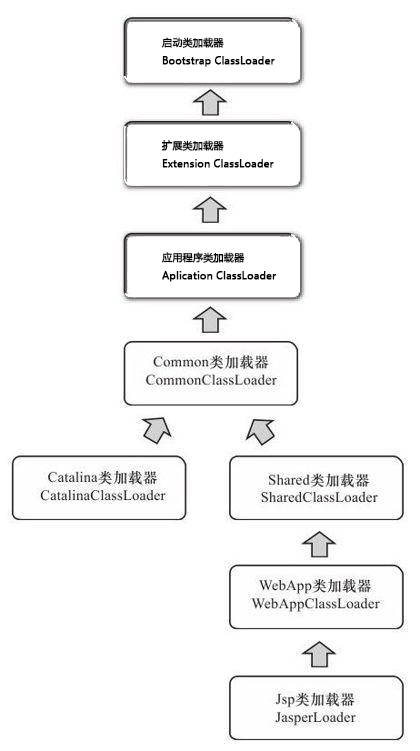 启动类加载器
Bootstrap ClassLoader
扩展类加载器
Extension ClassLoader
应用程序类加载器
Aplication ClassLoader
Common类加载器
CommonClassLoader
Catalina类加载器
CatalinaClassLoader
Shared类加载器
SharedClassLoader
WebApp类加载器
WebAppClassLoader
Jsp类加载器
JasperLoader